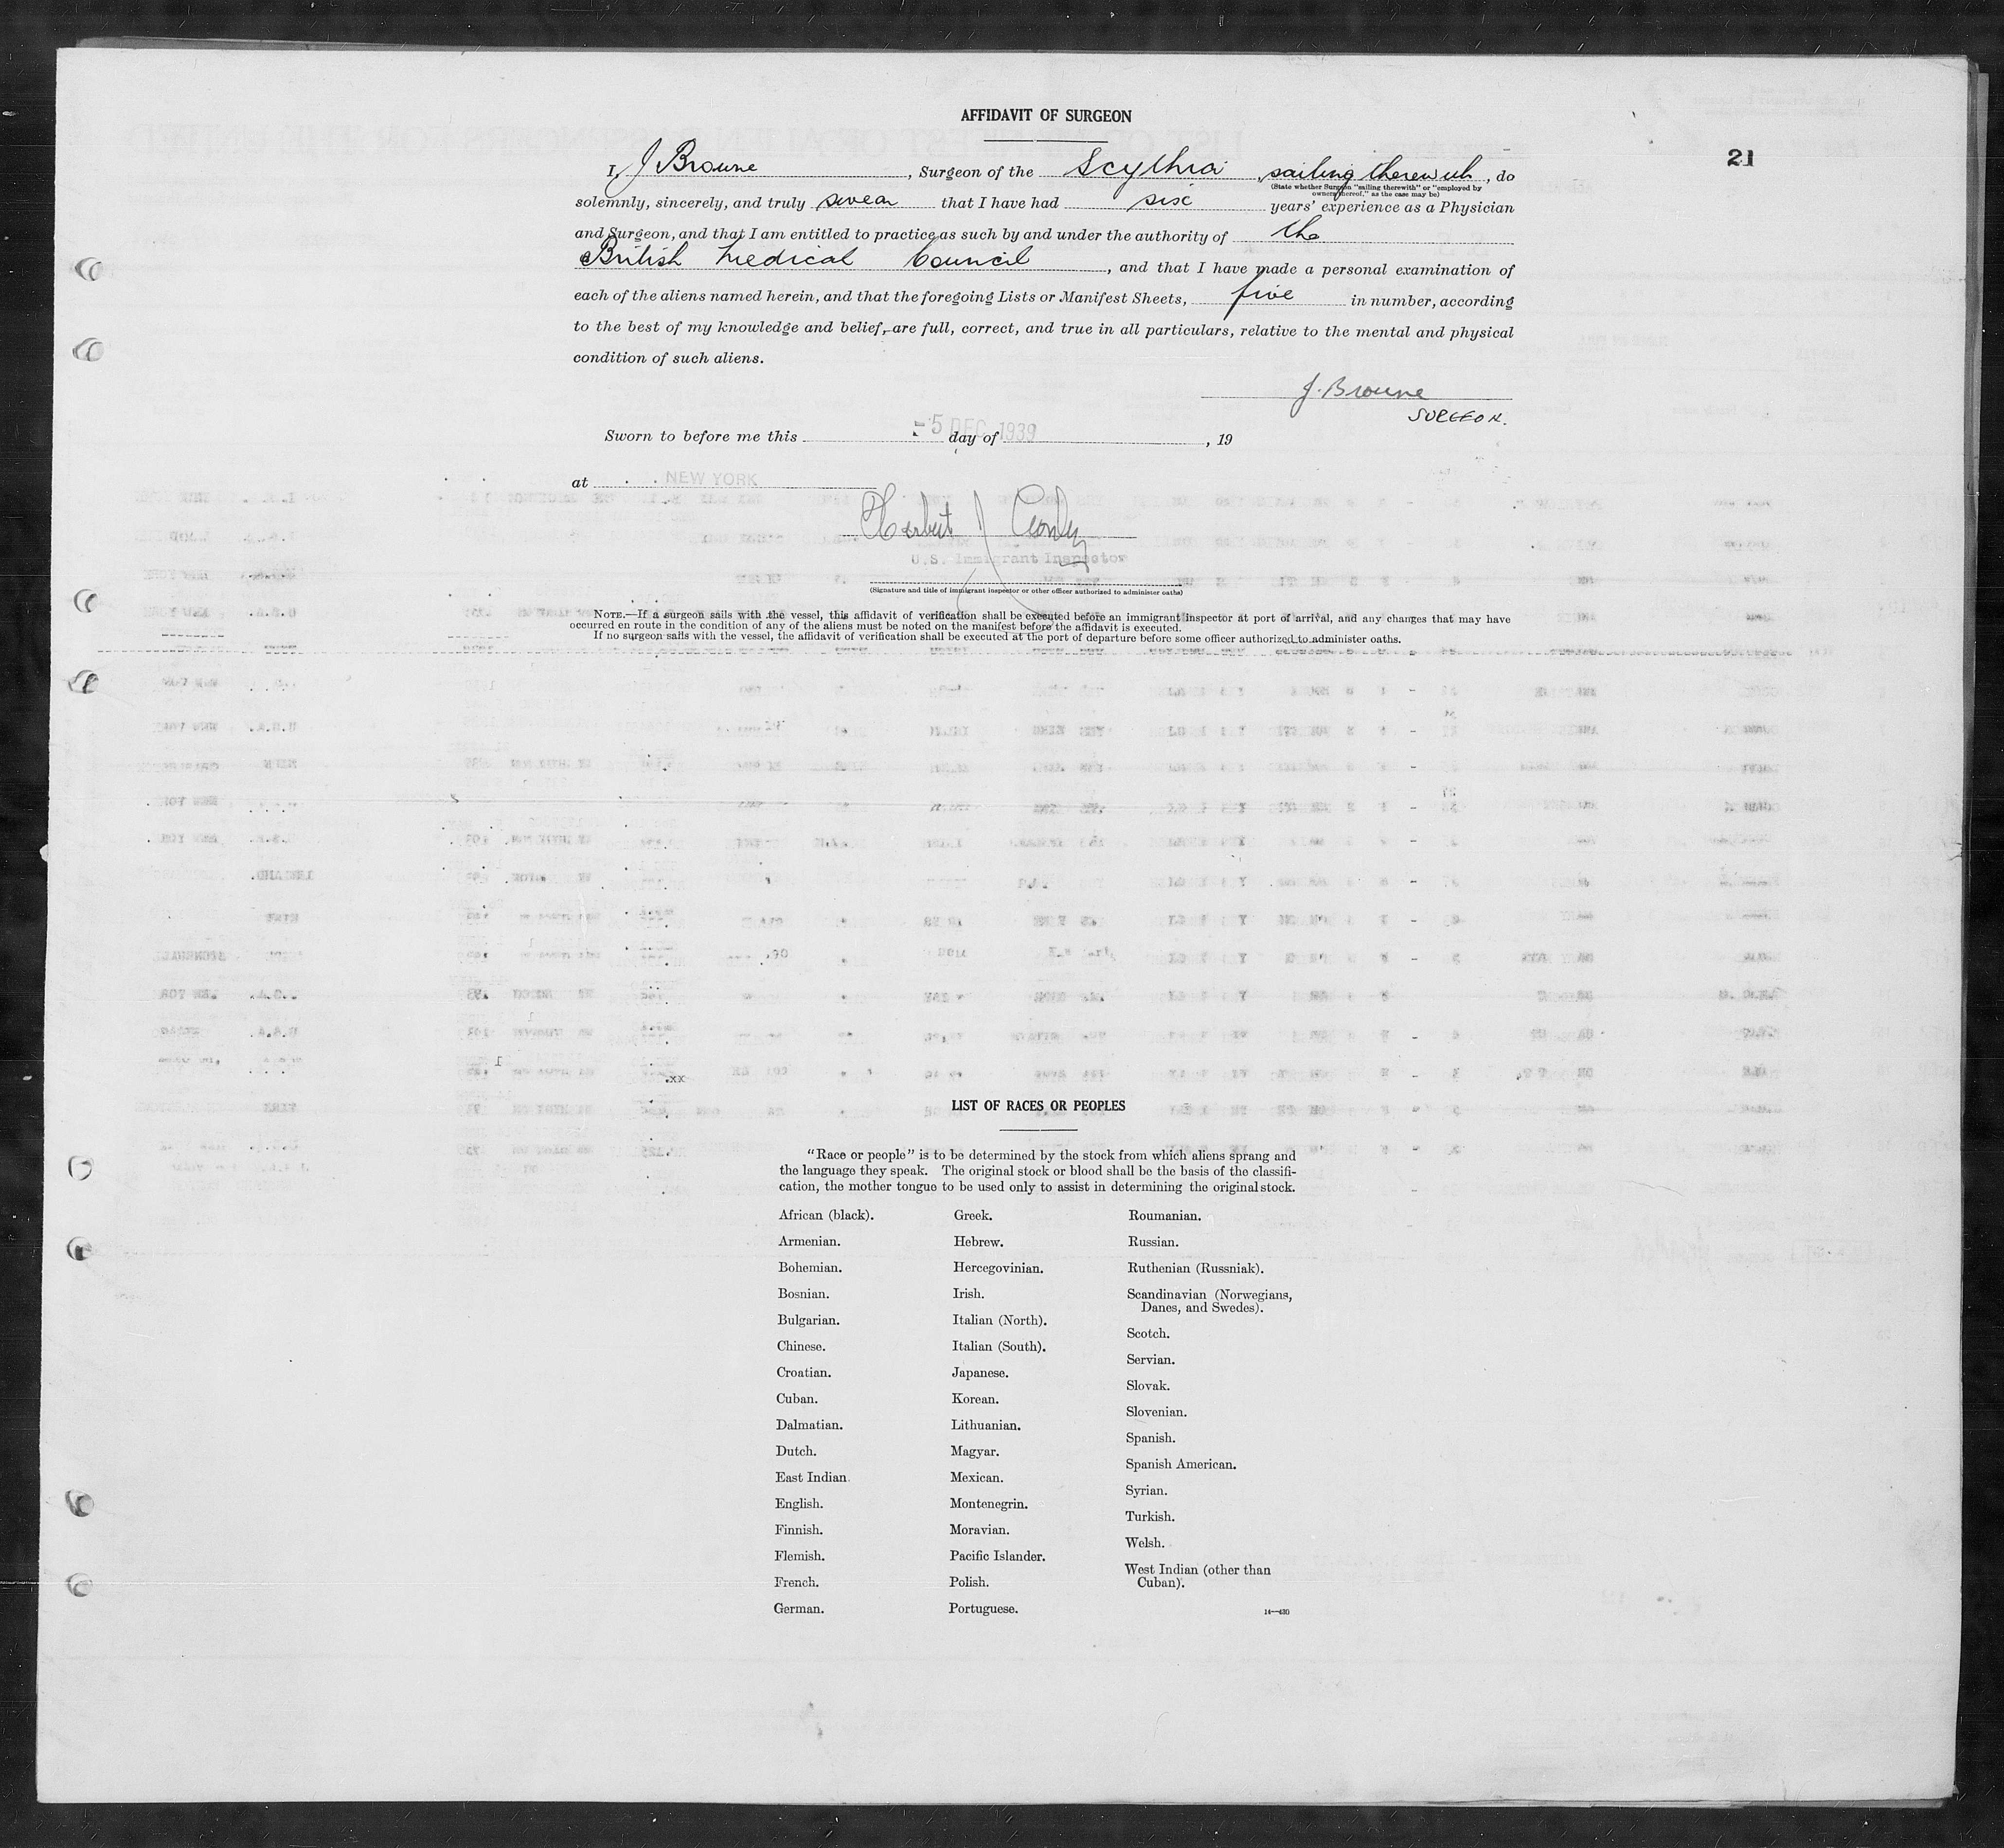 AFFIDAVIT OF SURGEON
21
I, J Browne, Surgeon of the Scythia, sailing therewith, do
(State whether Surgeon "sailing therewith" or "employed by
owners thereof," as the case may be)
solemnly, sincerely, and truly swear that I have had six years' experience as a Physician
and Surgeon, and that I am entitled to practice as such by and under the authority of the
British Medical Council, and that I have made a personal examination of
each of the aliens named herein, and that the foregoing Lists or Manifest Sheets, five in number, according
to the best of my knowledge and belief, are full, correct, and true in all particulars, relative to the mental and physical
condition of such aliens.
J. Browne
SURGEON.
Sworn to before me this -5 DEC 1939 day of , 19
at NEW YORK
Herbert J
U.S. Immigrant Inspector
(Signature and title of immigrant inspector or other officer authorized to administer oaths)
NOTE.—If a surgeon sails with the vessel, this affidavit of verification shall be executed before an immigrant inspector at port of arrival, and any changes that may have
occurred en route in the condition of any of the aliens must be noted on the manifest before the affidavit is executed.
If no surgeon sails with the vessel, the affidavit of verification shall be executed at the port of departure before some officer authorized to administer oaths.
LIST OF RACES OR PEOPLES
"Race or people" is to be determined by the stock from which aliens sprang and
the language they speak. The original stock or blood shall be the basis of the classifi-
cation, the mother tongue to be used only to assist in determining the original stock.
African (black).
Armenian.
Bohemian.
Bosnian.
Bulgarian.
Chinese.
Croatian.
Cuban.
Dalmatian.
Dutch.
East Indian.
English.
Finnish.
Flemish.
French.
German.
Greek.
Hebrew.
Hercegovinian.
Irish.
Italian (North).
Italian (South).
Japanese.
Korean.
Lithuanian.
Magyar.
Mexican.
Montenegrin.
Moravian.
Pacific Islander.
Polish.
Portuguese.
Roumanian.
Russian.
Ruthenian (Russniak).
Scandinavian (Norwegians,
Danes, and Swedes).
Scotch.
Servian.
Slovak.
Slovenian.
Spanish.
Spanish American.
Syrian.
Turkish.
Welsh.
West Indian (other than
Cuban).
14—430